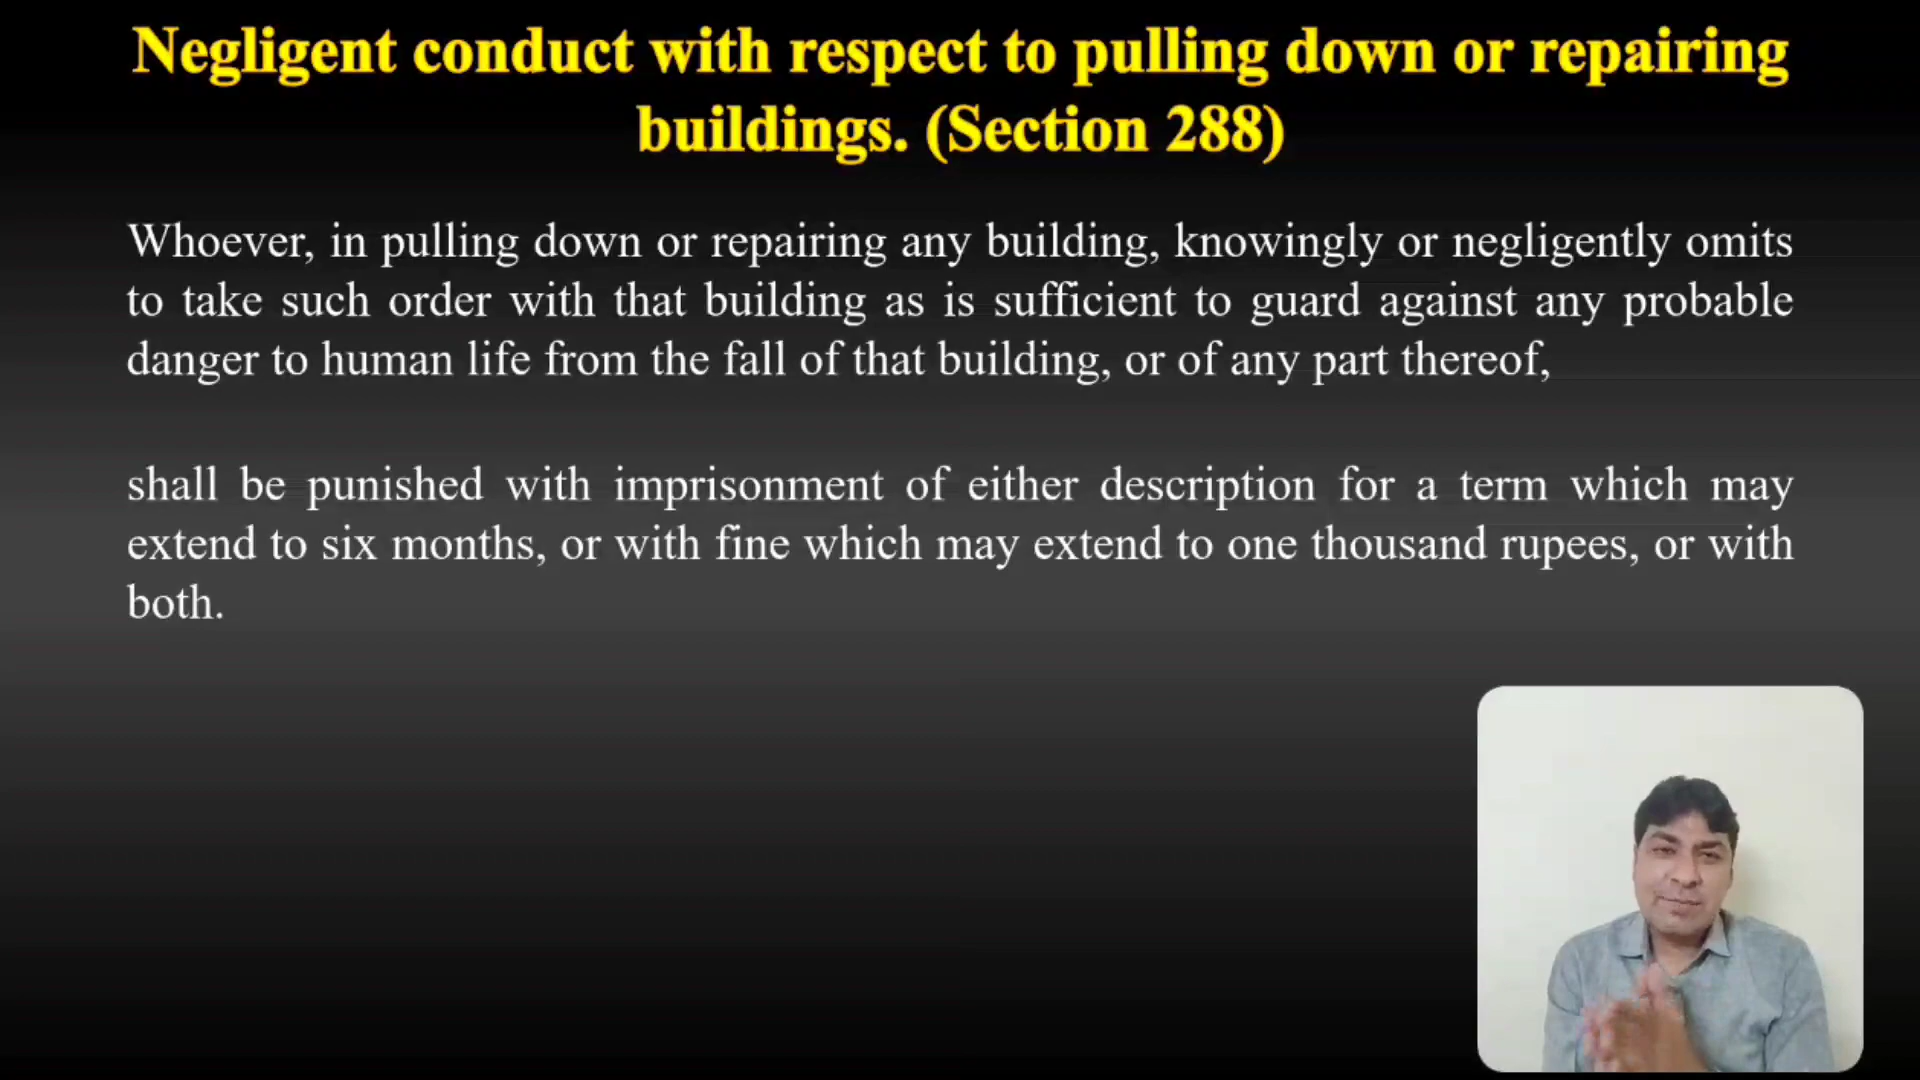 Negligent conduct with respect to pulling down or repairing
buildings. (Section 288)
Whoever, in pulling down or repairing any building, knowingly or negligently omits
to take such order with that building as is sufficient to guard against any probable
danger to human life from the fall of that building, or of any part thereof,
shall be punished with imprisonment of either description for a term which may
extend to six months, or with fine which may extend to one thousand rupees, or with
both.